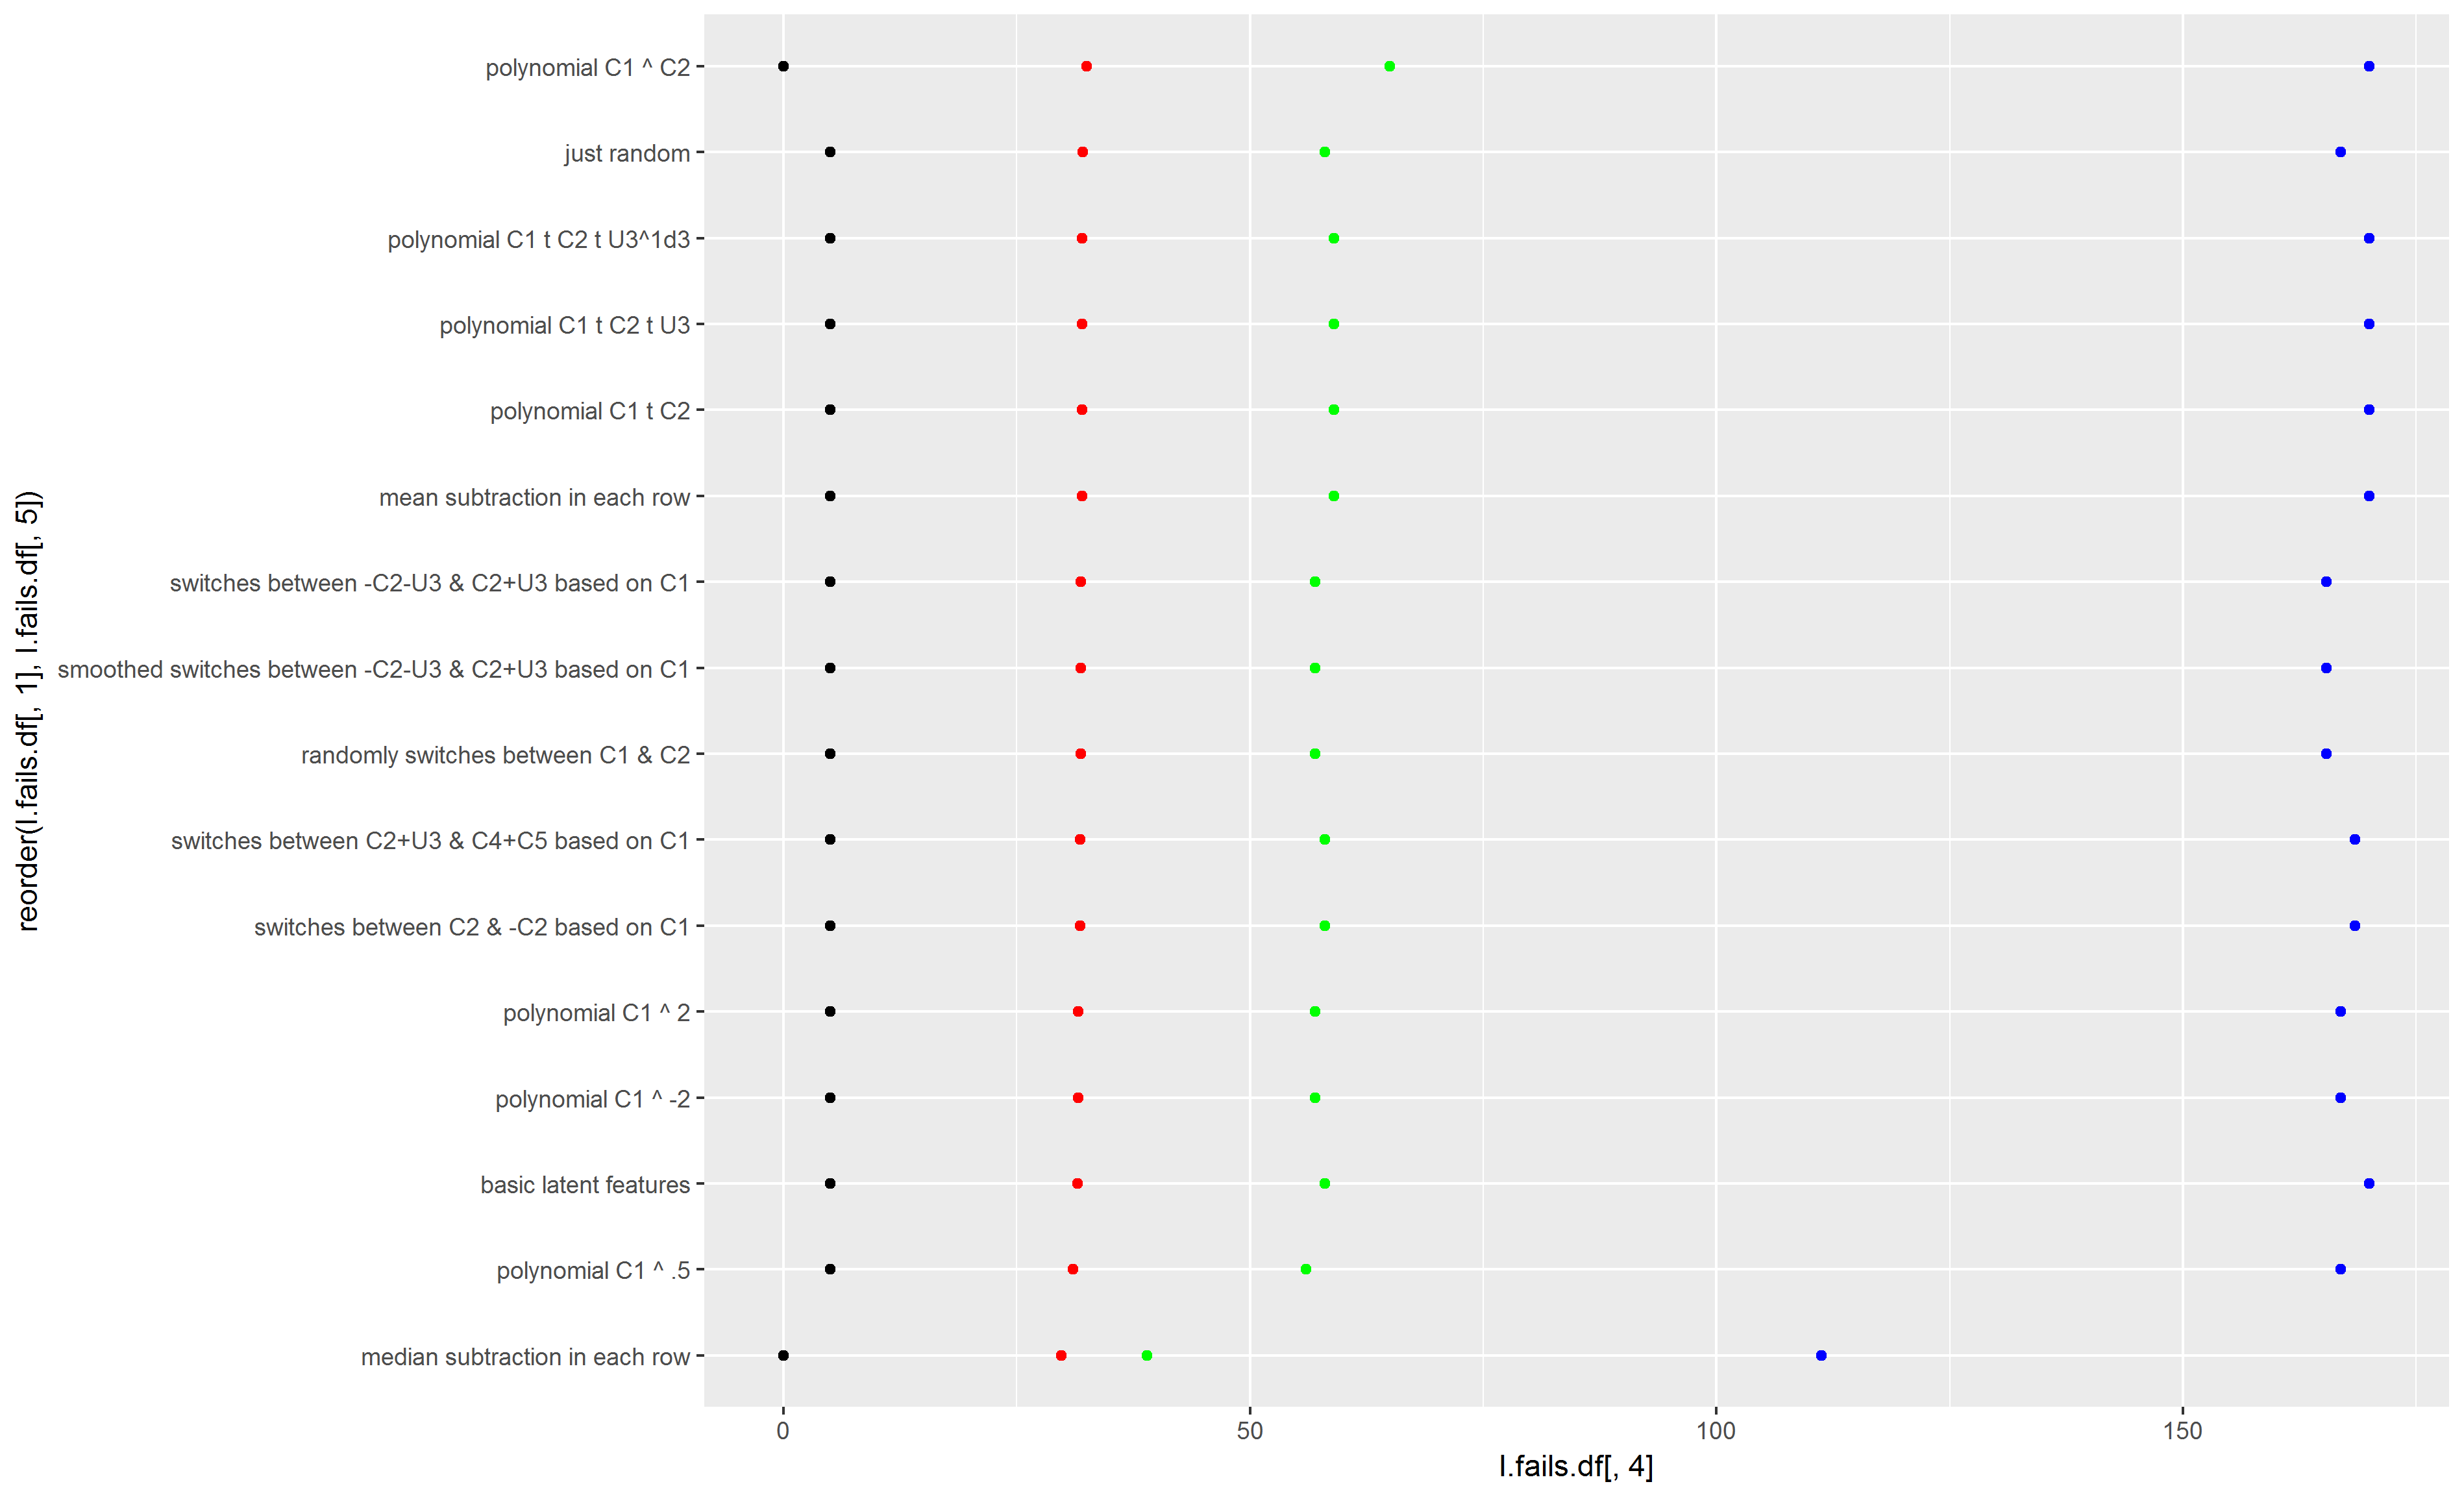 polynomial C1 ^ C2
just random
polynomial C1 t C2 t U3^1d3
polynomial C1 t C2 t U3
polynomial C1 t C2
mean subtraction in each row
switches between -C2-U3 & C2+U3 based on C1
smoothed switches between -C2-U3 & C2+U3 based on C1
randomly switches between C1 & C2
switches between C2+U3 & C4+C5 based on C1
switches between C2 & -C2 based on C1
polynomial C1 ^ 2
polynomial C1 ^ -2
basic latent features
polynomial C1 ^ .5
median subtraction in each row
reorder(l.fails.df[, 1], l.fails.df[, 5])
0 50 100 150
l.fails.df[, 4]